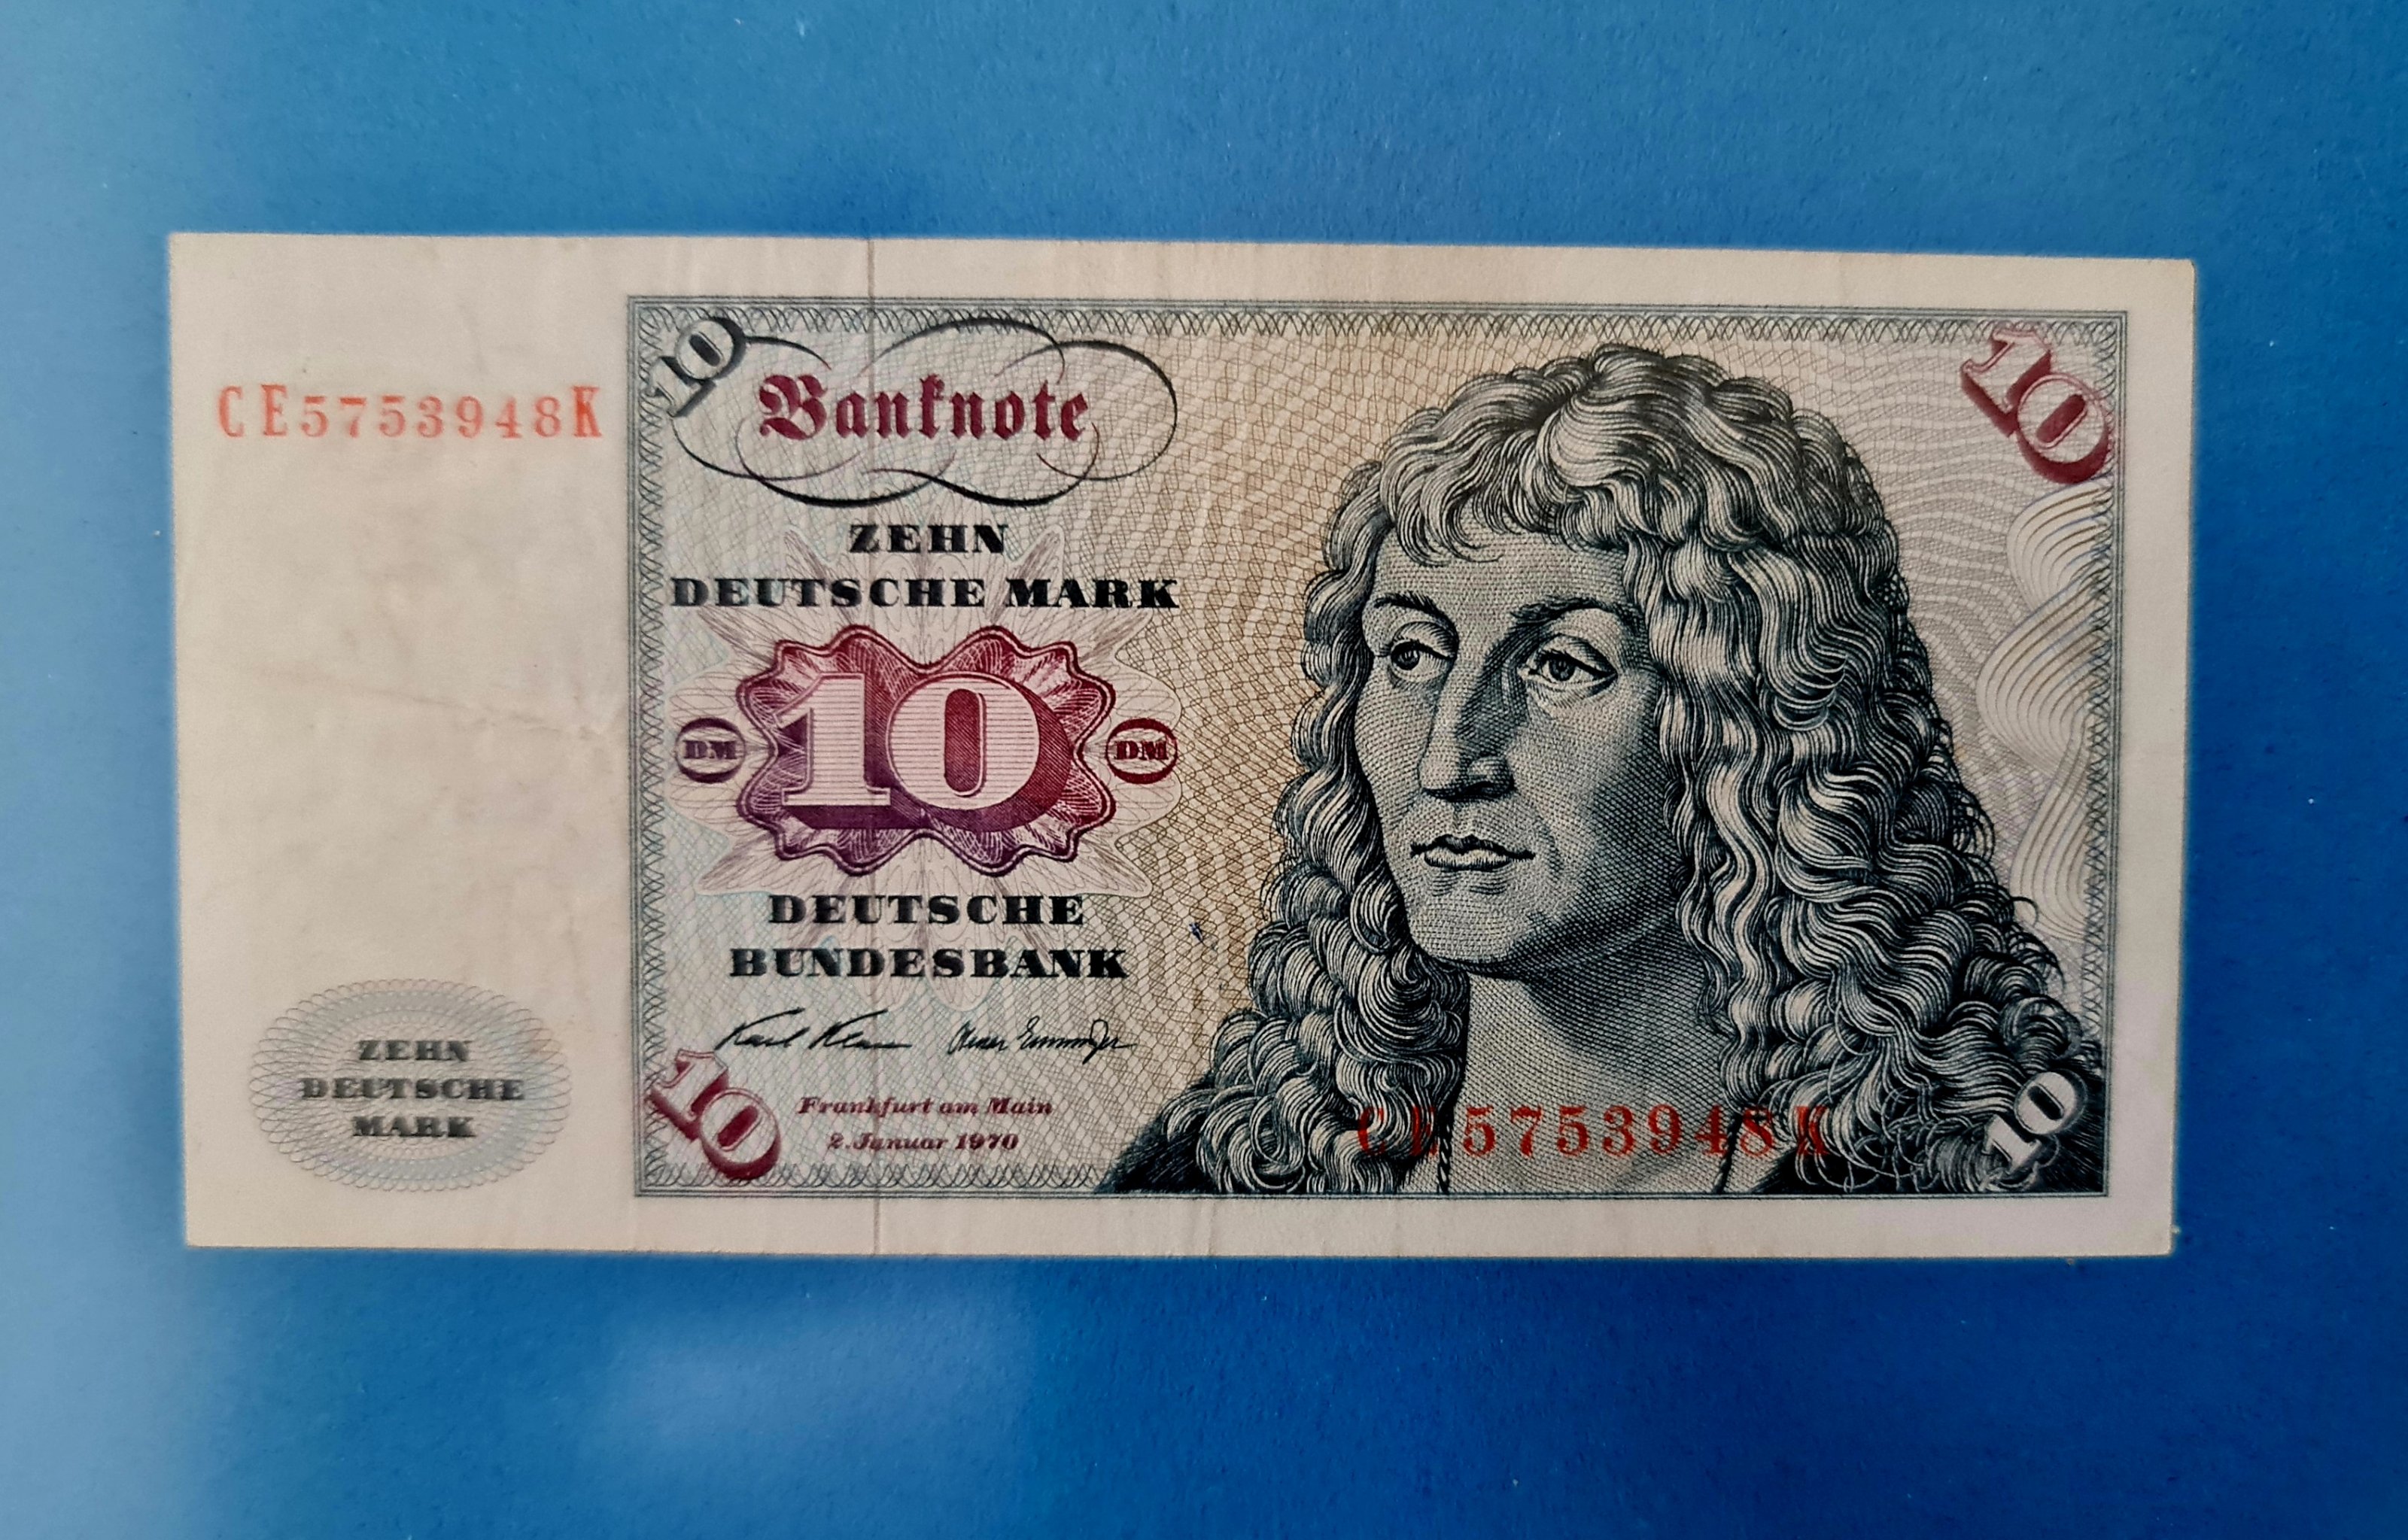 CE5753948K
10
10
Banknote
ZEHN
DEUTSCHE MARK
DM
10
DM
DEUTSCHE
BUNDESBANK
Frankfurt am Main
2. Januar 1970
10
ZEHN
DEUTSCHE
MARK
CE5753948K
10